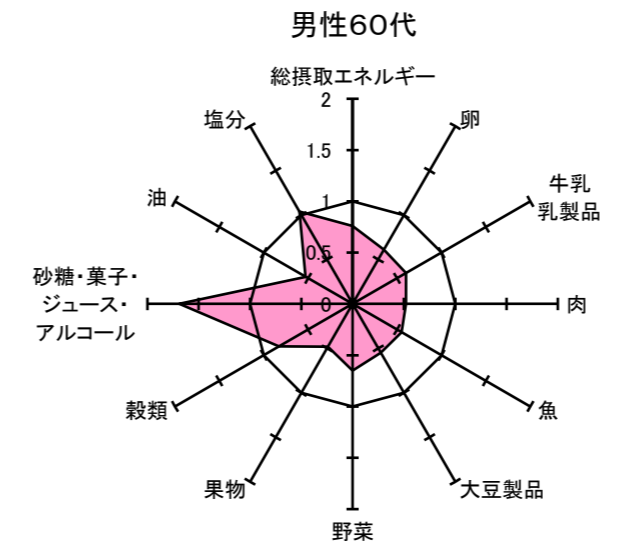 男性60代
総摂取エネルギー
2
1.5
1
0.5
0
卵
牛乳
乳製品
肉
魚
大豆製品
野菜
果物
穀類
砂糖・菓子・
ジュース・
アルコール
油
塩分